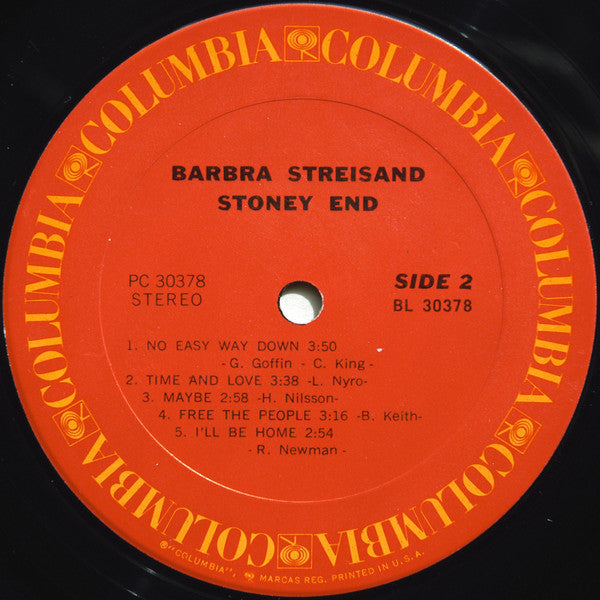 COLUMBIA COLUMBIA COLUMBIA COLUMBIA COLUMBIA COLUMBIA
BARBRA STREISAND
STONEY END
PC 30378
STEREO
SIDE 2
BL 30378
1. NO EASY WAY DOWN 3:50
- G. Goffin - C. King -
2. TIME AND LOVE 3:38 -L. Nyro-
3. MAYBE 2:58 -H. Nilsson-
4. FREE THE PEOPLE 3:16 -B. Keith-
5. I'LL BE HOME 2:54
- R. Newman -
℗"COLUMBIA", MARCAS REG. PRINTED IN U.S.A.